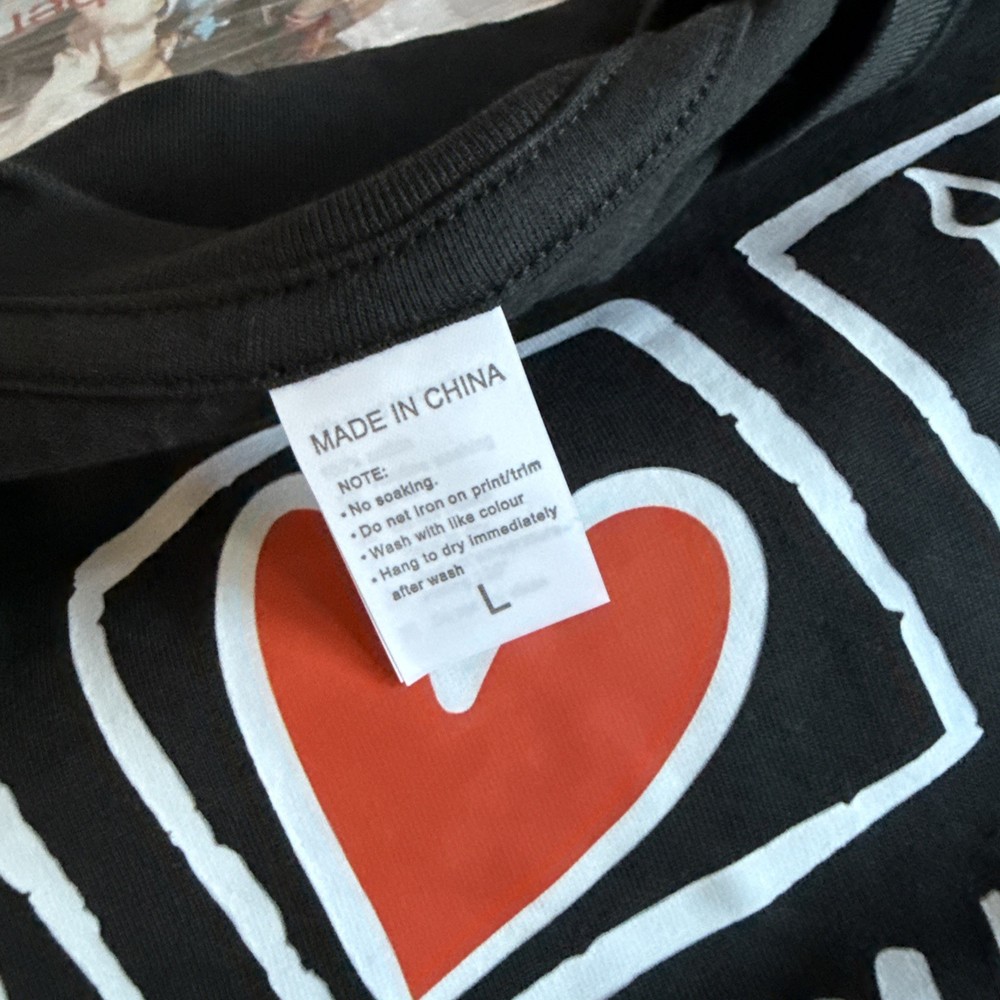 MADE IN CHINA
NOTE:
• No soaking.
• Do not iron on print/trim
• Wash with like colour
• Hang to dry immediately
after wash
L